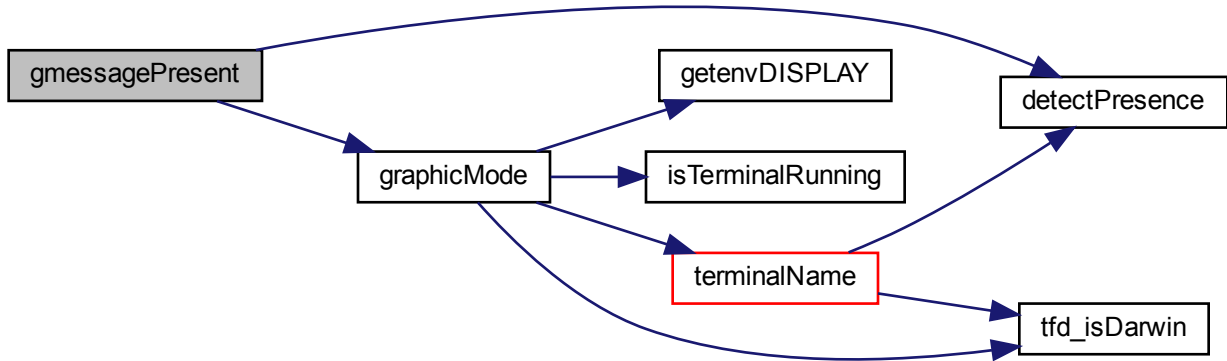 gmessagePresent
graphicMode
getenvDISPLAY
isTerminalRunning
terminalName
detectPresence
tfd_isDarwin